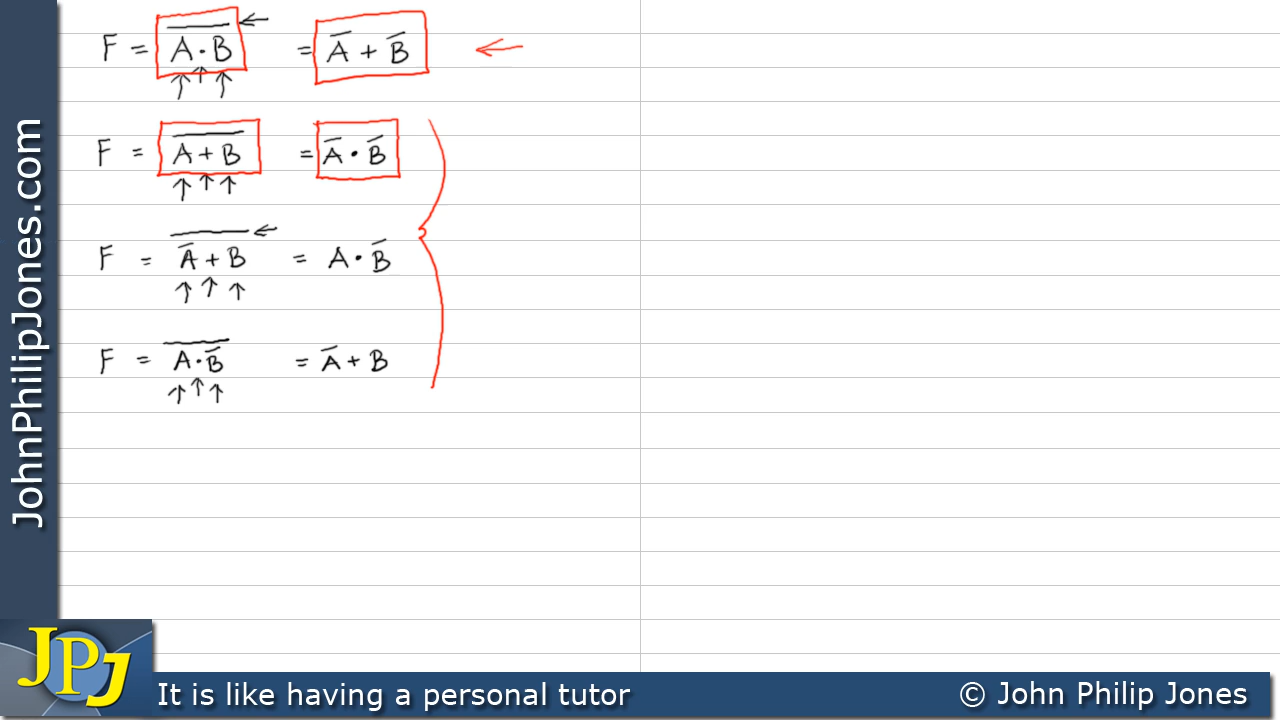 F = A̅ ̅·̅ ̅B̅ = A̅ + B̅
F = A̅ ̅+̅ ̅B̅ = A̅ · B̅
F = A̿ ̅+̅ ̅B̅ = A · B̅
F = A̅ ̅·̅ ̅B̿ = A̅ + B
JohnPhilipJones.com
JPJ
It is like having a personal tutor
© John Philip Jones